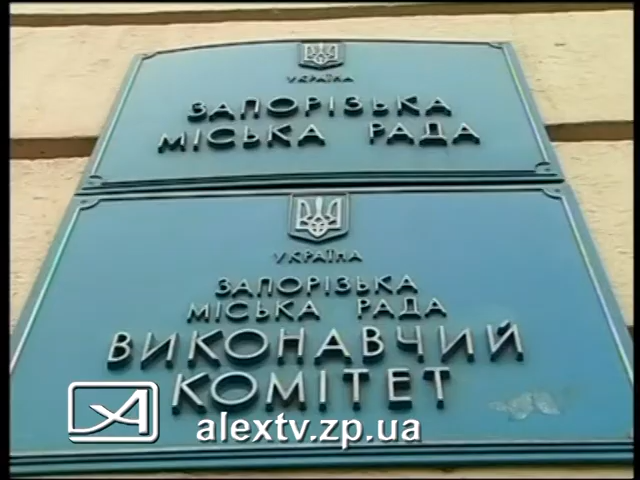 УКРАЇНА
ЗАПОРІЗЬКА
МІСЬКА РАДА
УКРАЇНА
ЗАПОРІЗЬКА
МІСЬКА РАДА
ВИКОНАВЧИЙ
КОМІТЕТ
alextv.zp.ua